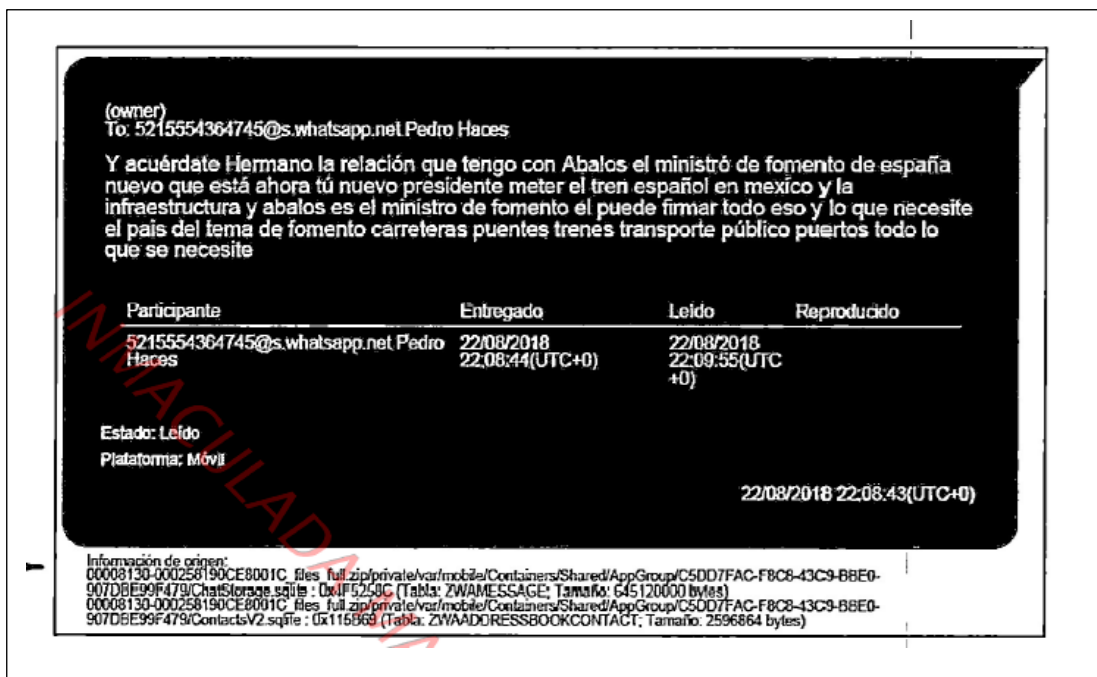 (owner)
To: 5215554364745@s.whatsapp.net Pedro Haces
Y acuérdate Hermano la relación que tengo con Abalos el ministró de fomento de españa
nuevo que está ahora tú nuevo presidente meter el tren español en mexico y la
infraestructura y abalos es el ministro de fomento el puede firmar todo eso y lo que necesite
el pais del tema de fomento carreteras puentes trenes transporte público puertos todo lo
que se necesite
Participante Entregado Leído Reproducido
5215554364745@s.whatsapp.net Pedro 22/08/2018 22/08/2018
Haces 22:08:44(UTC+0) 22:09:55(UTC
+0)
Estado: Leído
Plataforma: Móvil
22/08/2018 22:08:43(UTC+0)
Información de origen:
00008130-000258190CE8001C_files_full.zip/private/var/mobile/Containers/Shared/AppGroup/C5DD7FAC-F8C8-43C9-BBE0-
907DBE99F479/ChatStorage.sqlite : 0x4F5258C (Tabla: ZWAMESSAGE; Tamaño: 645120000 bytes)
00008130-000258190CE8001C_files_full.zip/private/var/mobile/Containers/Shared/AppGroup/C5DD7FAC-F8C8-43C9-BBE0-
907DBE99F479/ContactsV2.sqlite : 0x115B69 (Tabla: ZWAADDRESSBOOKCONTACT; Tamaño: 2596864 bytes)
INMACULADA